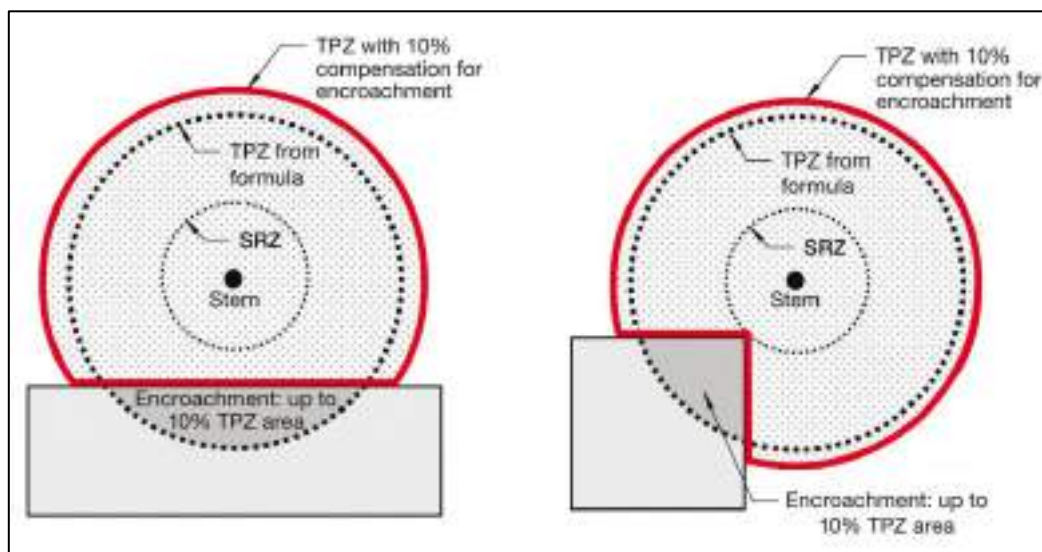 TPZ with 10%
compensation for
encroachment
TPZ from
formula
SRZ
Stem
Encroachment: up to
10% TPZ area
TPZ with 10%
compensation for
encroachment
TPZ from
formula
SRZ
Stem
Encroachment: up to
10% TPZ area